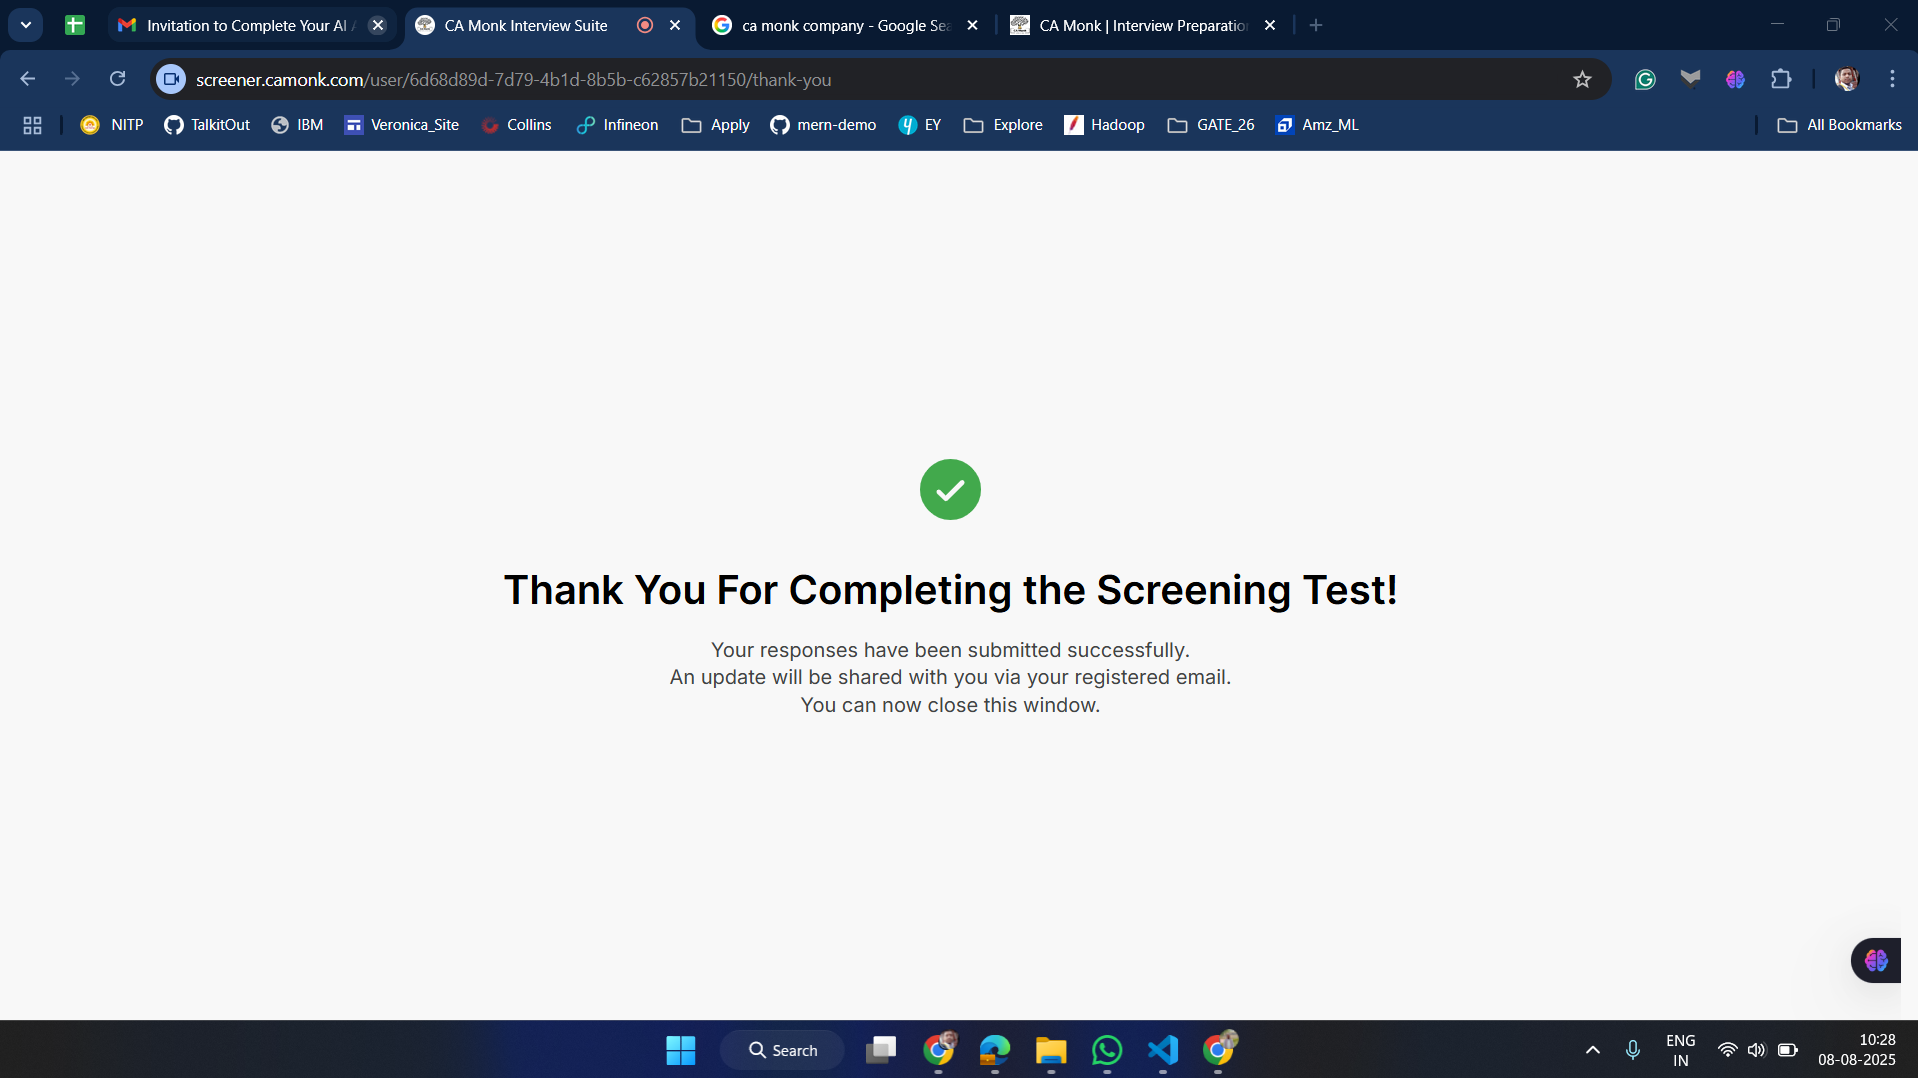 Invitation to Complete Your AI
CA Monk Interview Suite
ca monk company - Google Sea
CA Monk | Interview Preparation
screener.camonk.com/user/6d68d89d-7d79-4b1d-8b5b-c62857b21150/thank-you
NITP
TalkitOut
IBM
Veronica_Site
Collins
Infineon
Apply
mern-demo
EY
Explore
Hadoop
GATE_26
Amz_ML
All Bookmarks
Thank You For Completing the Screening Test!
Your responses have been submitted successfully.
An update will be shared with you via your registered email.
You can now close this window.
Search
ENG
IN
10:28
08-08-2025